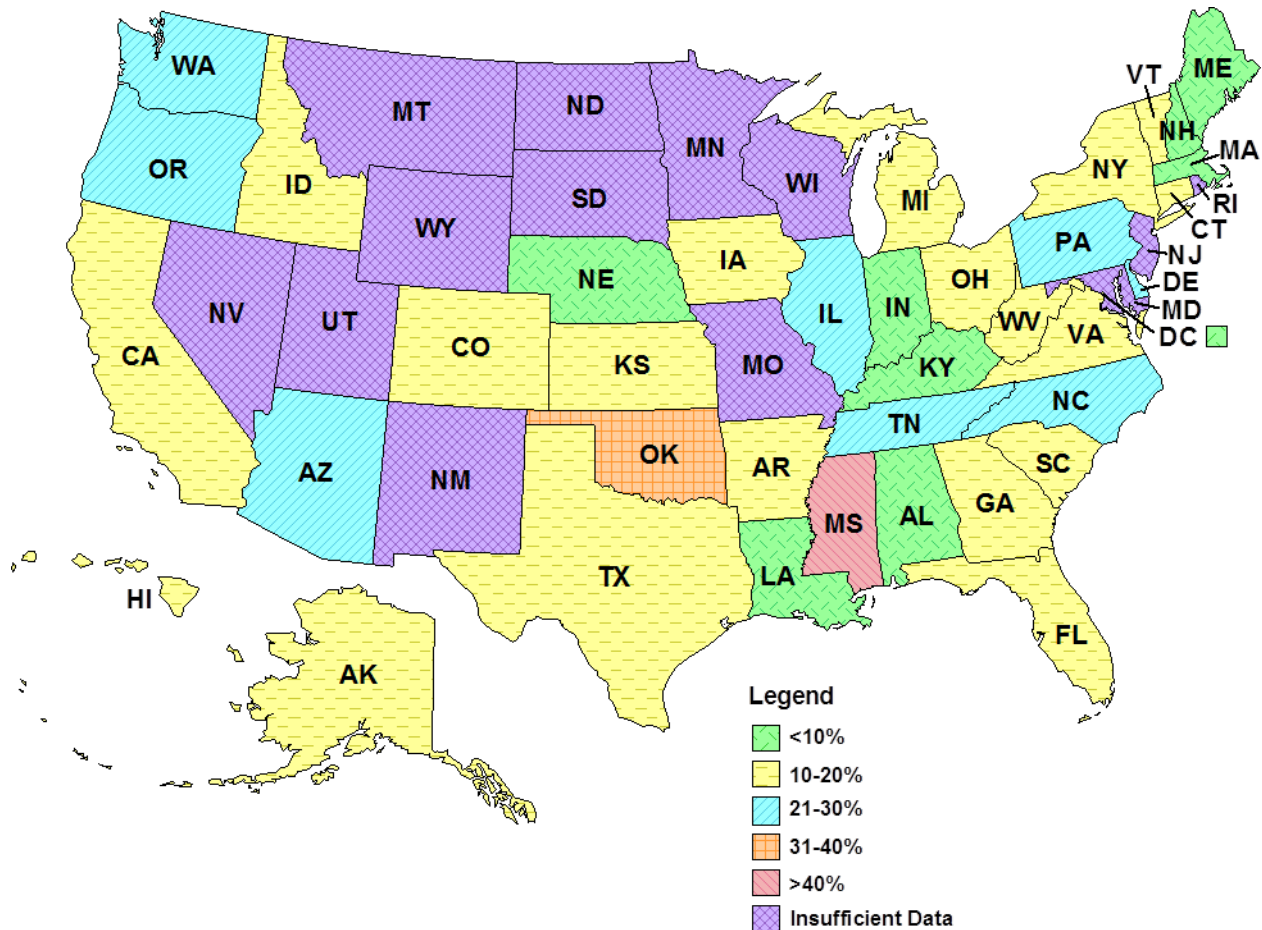 WA
MT
ND
MN
OR
ID
SD
WI
WY
MI
VT
ME
NH
MA
NY
RI
CT
PA
NJ
DE
MD
DC
NE
IA
OH
IN
IL
WV
VA
NV
UT
CO
KS
MO
KY
CA
NC
TN
OK
AR
SC
AZ
NM
MS
AL
GA
TX
LA
HI
FL
AK
Legend
<10%
10-20%
21-30%
31-40%
>40%
Insufficient Data